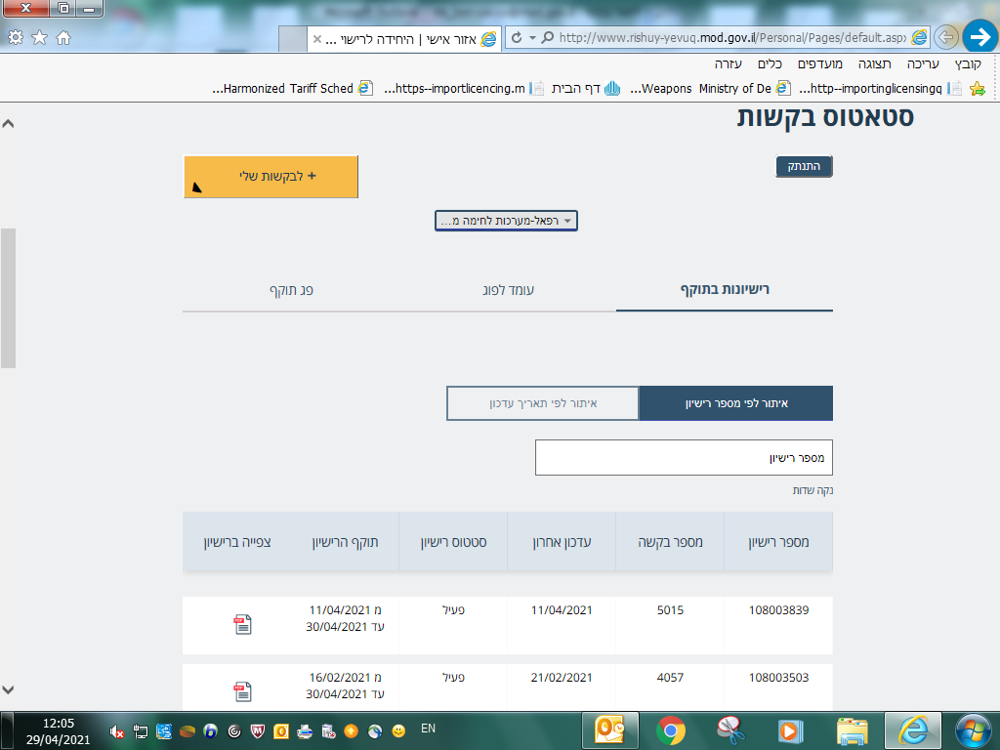 http://www.rishuy-yevuq.mod.gov.il/Personal/Pages/default.aspx
אזור אישי | היחידה לרישוי ...
קובץ עריכה תצוגה מועדפים כלים עזרה
http--importinglicensingq...
Weapons Ministry of De...
דף הבית
https--importlicencing.m...
Harmonized Tariff Sched...
סטאטוס בקשות
התנתק
+ לבקשות שלי
רפאל-מערכות לחימה מ...
רישיונות בתוקף עומד לפוג פג תוקף
איתור לפי מספר רישיון איתור לפי תאריך עדכון
מספר רישיון
נקה שדות
מספר רישיון מספר בקשה עדכון אחרון סטטוס רישיון תוקף הרישיון צפייה ברישיון
108003839 5015 11/04/2021 פעיל מ 11/04/2021
עד 30/04/2021
108003503 4057 21/02/2021 פעיל מ 16/02/2021
עד 30/04/2021
EN
12:05
29/04/2021